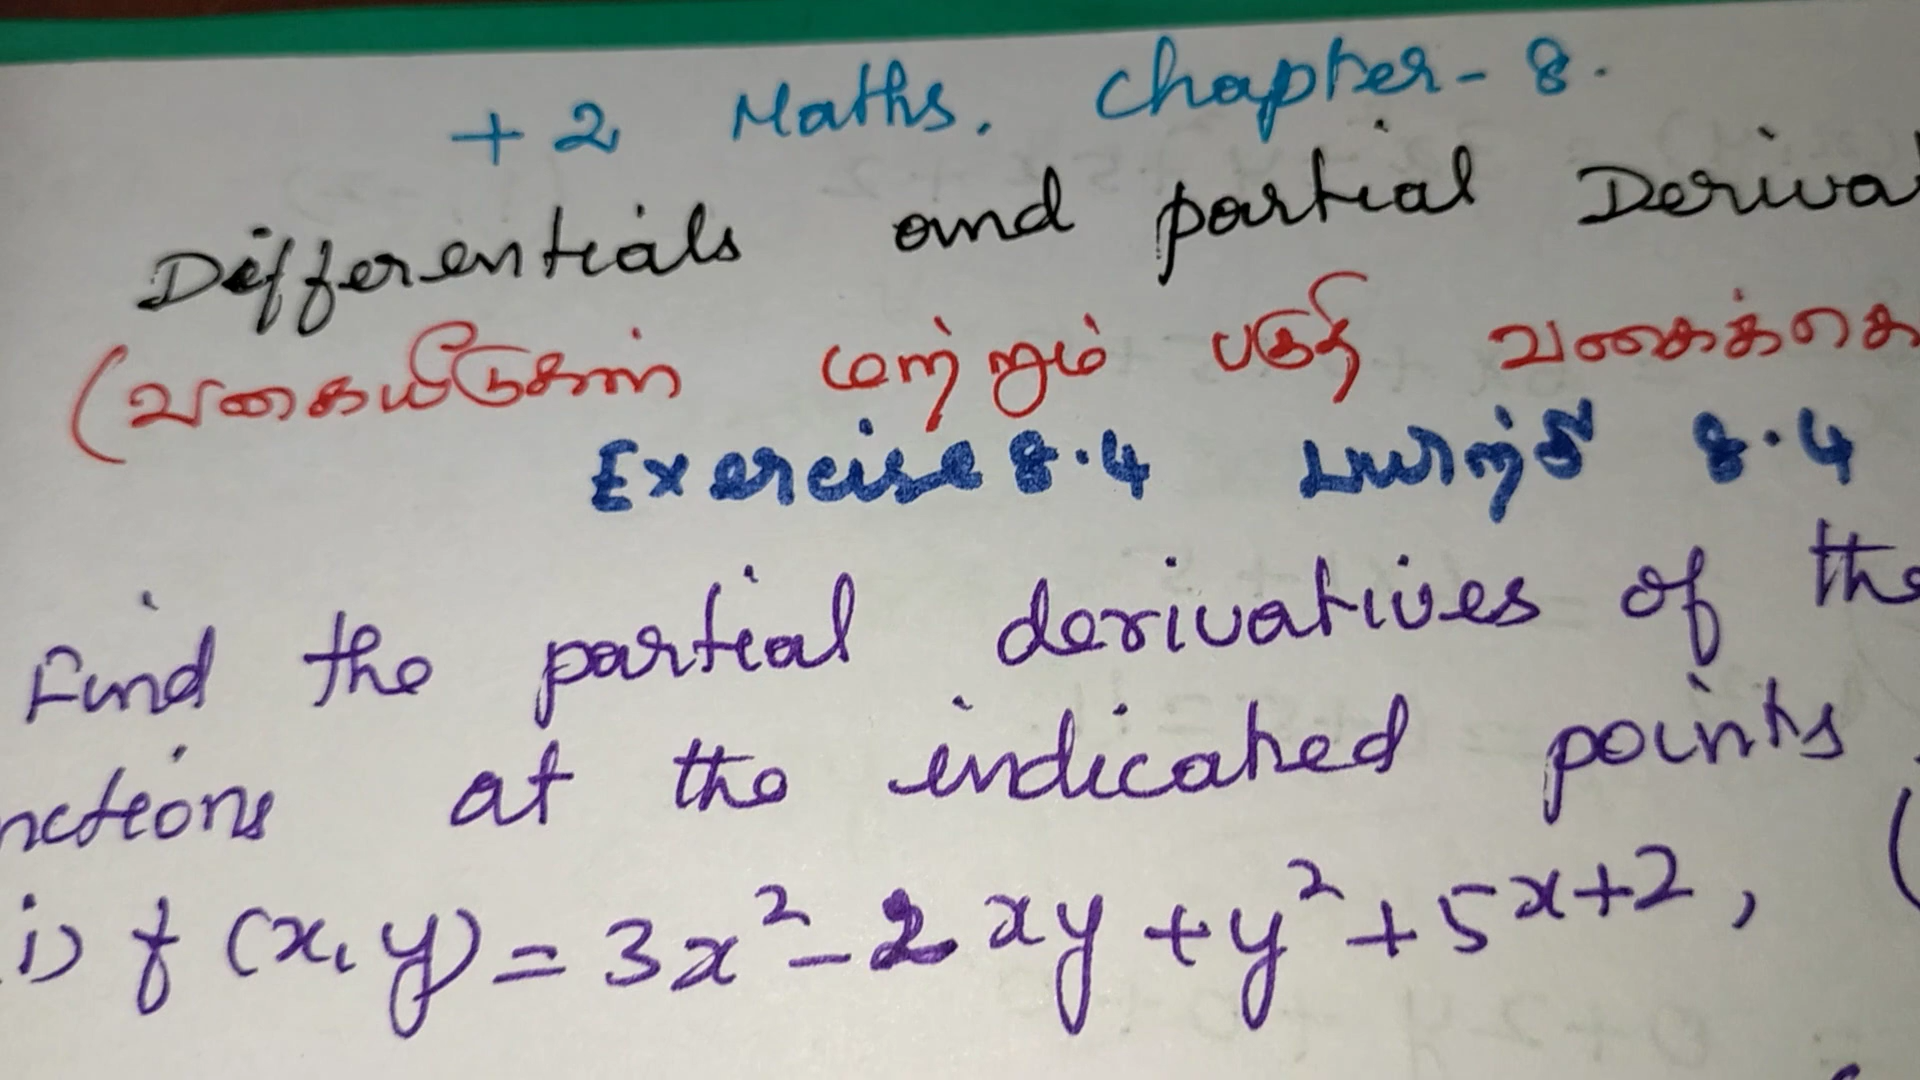 +2 Maths. Chapter-8.
Differentials and partial Deriva
(வகையீடுகள் மற்றும் பகுதி வகைக்கெ
Exercise 8.4 பயிற்சி 8.4
Find the partial derivatives of the
nctions at the indicated points.
i) f (x, y) = 3x² - 2xy + y² + 5x + 2, (